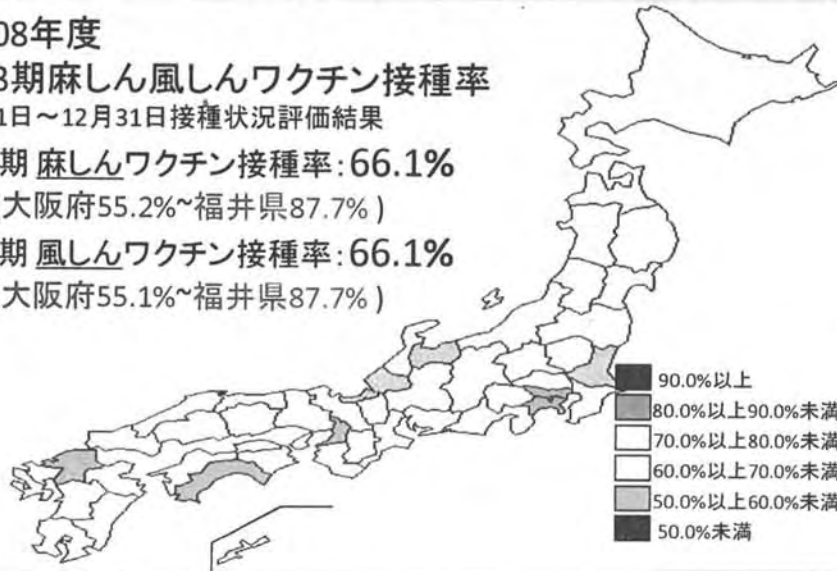 08年度
3期麻しん風しんワクチン接種率
1日～12月31日接種状況評価結果
期 麻しんワクチン接種率：66.1%
大阪府55.2%~福井県87.7% )
期 風しんワクチン接種率：66.1%
大阪府55.1%~福井県87.7% )
90.0%以上
80.0%以上90.0%未満
70.0%以上80.0%未満
60.0%以上70.0%未満
50.0%以上60.0%未満
50.0%未満